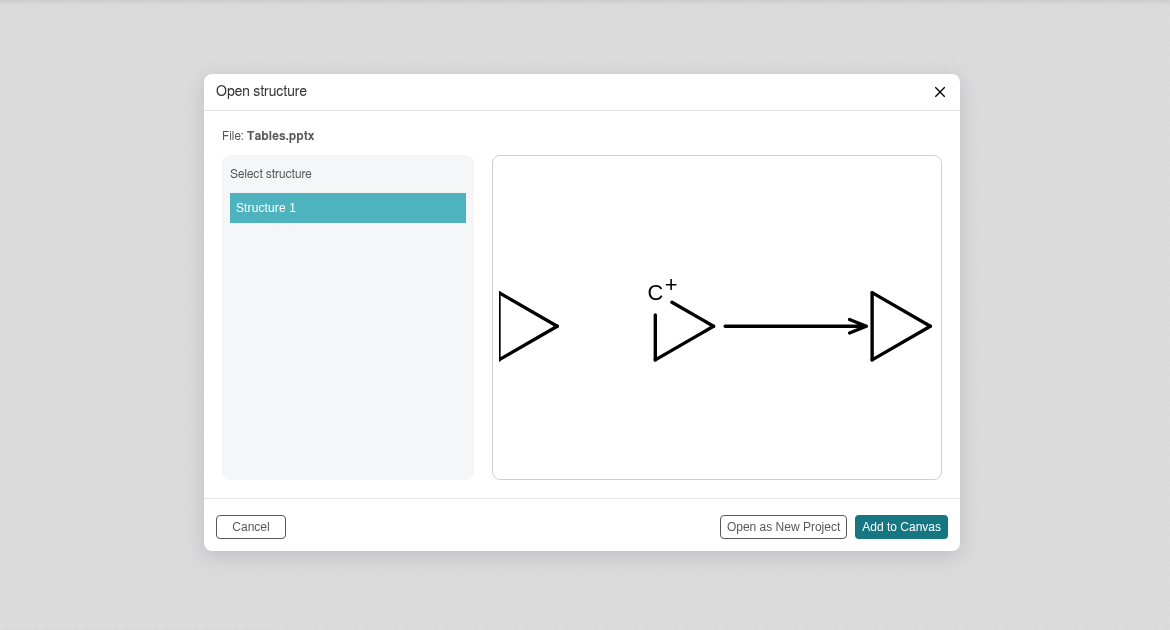 Open structure
File: Tables.pptx
Select structure
Structure 1
C+
Cancel
Open as New Project
Add to Canvas